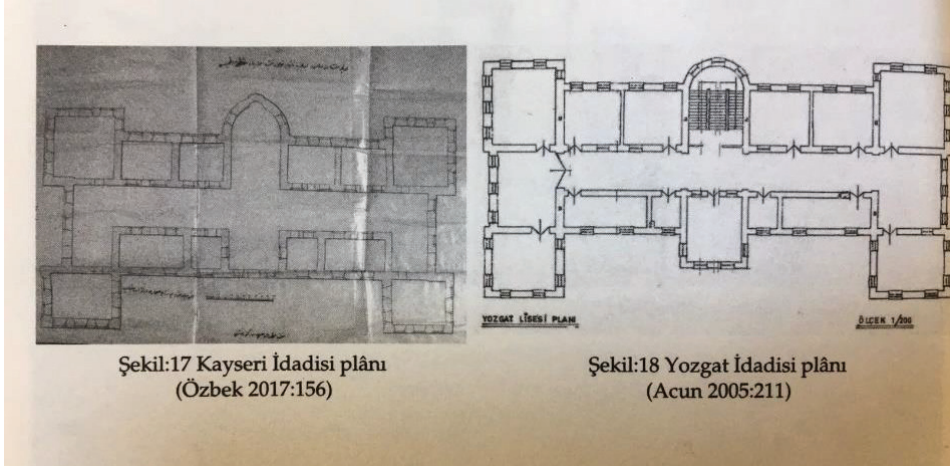 YOZGAT LİSESİ PLANI
ÖLÇEK 1/200
Şekil:17 Kayseri İdadisi plânı
(Özbek 2017:156)
Şekil:18 Yozgat İdadisi plânı
(Acun 2005:211)